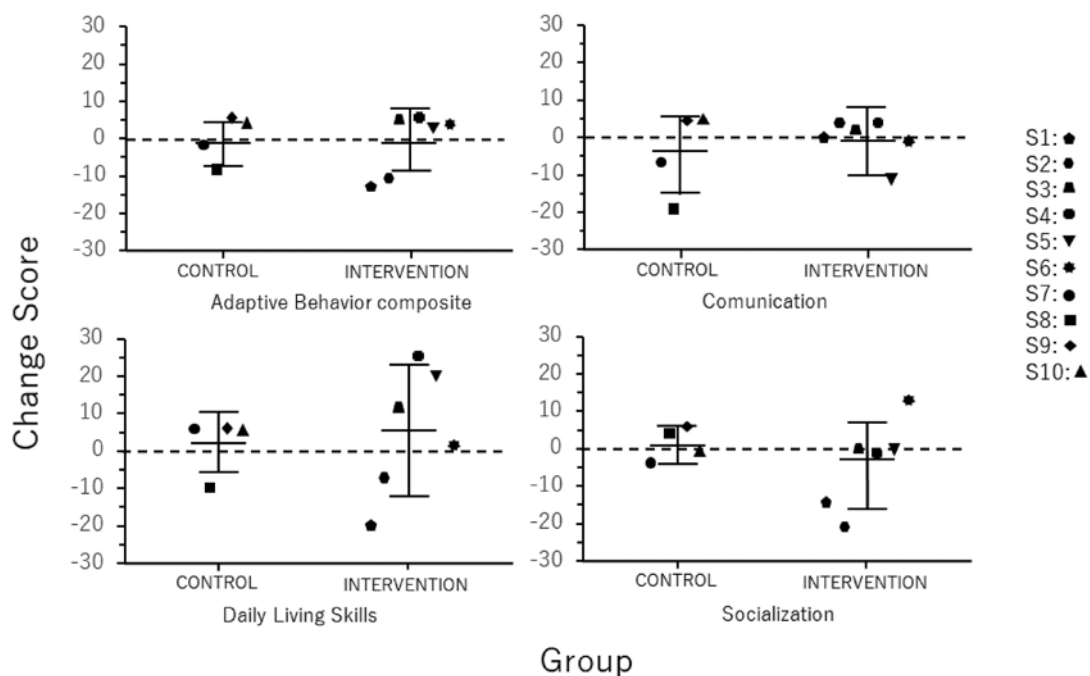 Change Score
30
20
10
0
-10
-20
-30
CONTROL INTERVENTION
Adaptive Behavior composite
30
20
10
0
-10
-20
-30
CONTROL INTERVENTION
Comunication
30
20
10
0
-10
-20
-30
CONTROL INTERVENTION
Daily Living Skills
30
20
10
0
-10
-20
-30
CONTROL INTERVENTION
Socialization
Group
S1:
S2:
S3:
S4:
S5:
S6:
S7:
S8:
S9:
S10: